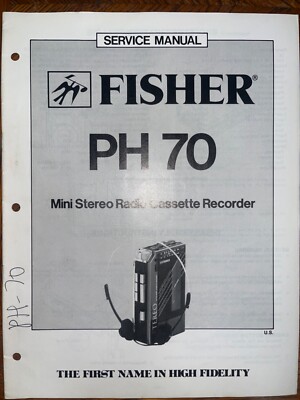 SERVICE MANUAL
FISHER®
PH 70
Mini Stereo Radio Cassette Recorder
PH-70
U.S.
THE FIRST NAME IN HIGH FIDELITY